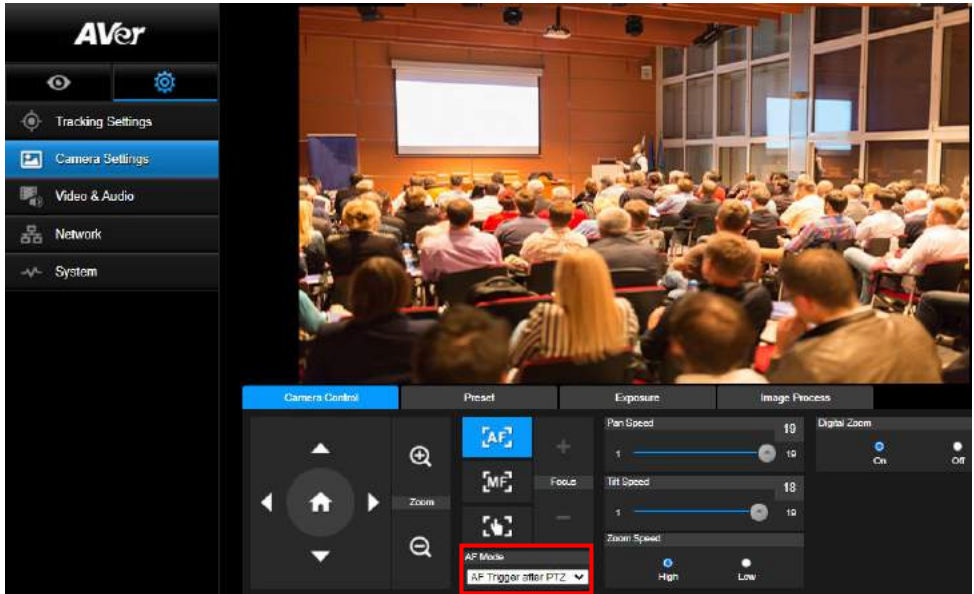 AVer
Tracking Settings
Camera Settings
Video & Audio
Network
System
Camera Control
Preset
Exposure
Image Process
Zoom
AF
MF
Focus
AF Mode
AF Trigger after PTZ
Pan Speed
19
1
19
Tilt Speed
18
1
19
Zoom Speed
High
Low
Digital Zoom
On
Off